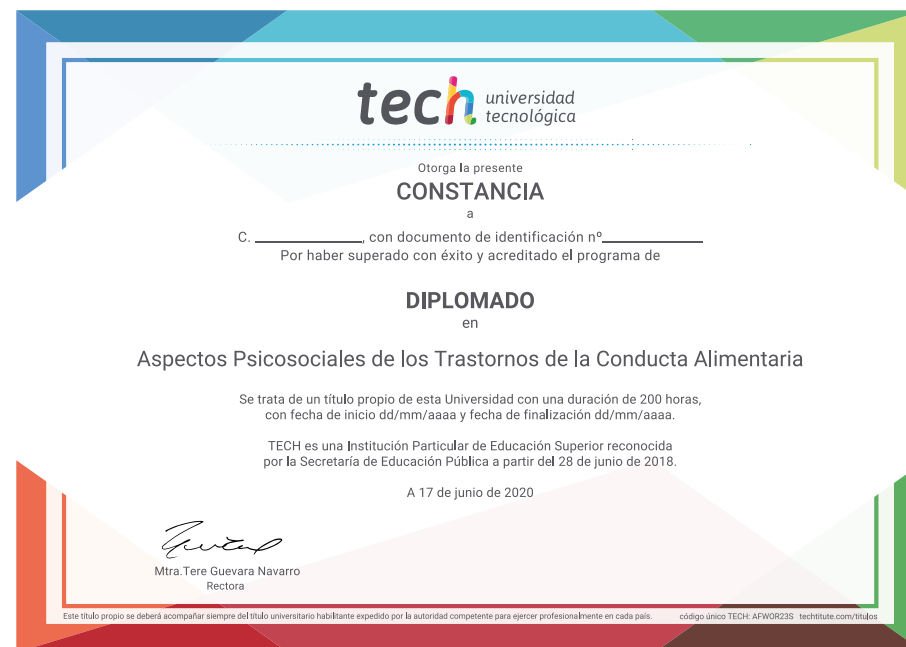 tech universidad
tecnológica
Otorga la presente
CONSTANCIA
a
C. ____________, con documento de identificación nº____________
Por haber superado con éxito y acreditado el programa de
DIPLOMADO
en
Aspectos Psicosociales de los Trastornos de la Conducta Alimentaria
Se trata de un título propio de esta Universidad con una duración de 200 horas,
con fecha de inicio dd/mm/aaaa y fecha de finalización dd/mm/aaaa.
TECH es una Institución Particular de Educación Superior reconocida
por la Secretaría de Educación Pública a partir del 28 de junio de 2018.
A 17 de junio de 2020
Mtra.Tere Guevara Navarro
Rectora
Este título propio se deberá acompañar siempre del título universitario habilitante expedido por la autoridad competente para ejercer profesionalmente en cada país. código único TECH: AFWOR23S techtitute.com/titulos